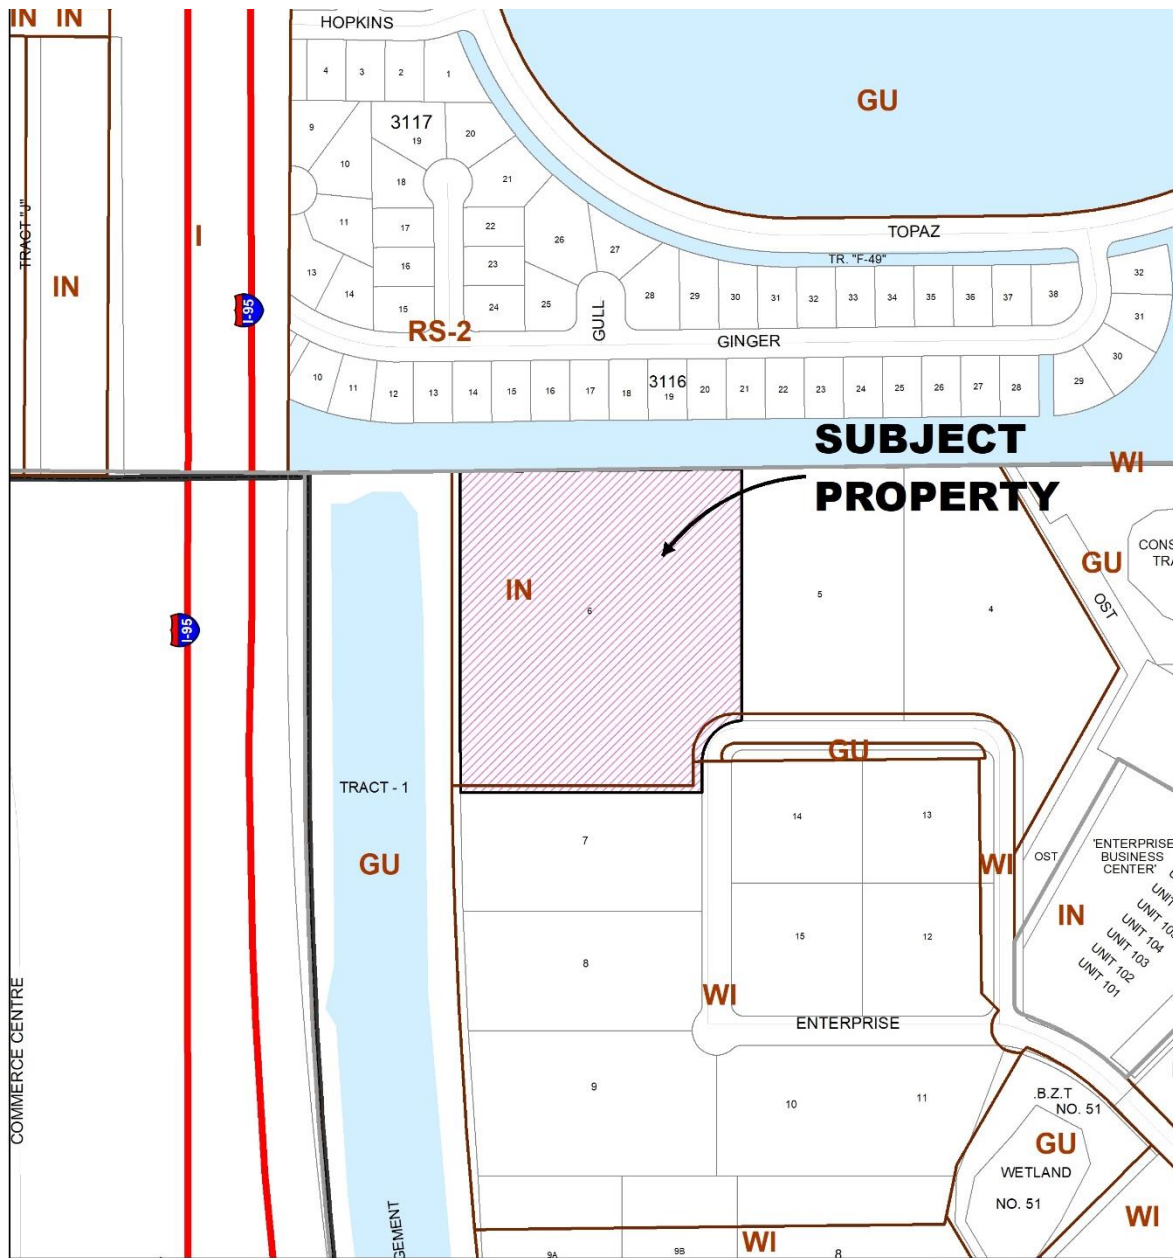 IN IN
HOPKINS
4 3 2 1
GU
3117
9
19
20
10
18
21
11
17
22
I
TRACT "J"
TOPAZ
26
27
TR. "F-49"
16
23
13
14
IN
15
24
25
28 29 30 31 32 33 34 35 36 37 38
32
31
I-95
RS-2
GULL
GINGER
30
10 11 12 13 14 15 16 17 18
3116
19
20 21 22 23 24 25 26 27 28
29
SUBJECT
PROPERTY
WI
CONS
TRA
GU
OST
IN
6
5
4
I-95
GU
TRACT - 1
14
13
7
GU
WI
OST
'ENTERPRISE
BUSINESS
CENTER'
IN
UNIT 104
UNIT 103
UNIT 102
UNIT 101
15
12
8
WI
ENTERPRISE
COMMERCE CENTRE
9
10
11
.B.Z.T
NO. 51
GU
WETLAND
NO. 51
GEMENT
WI
WI
9A
9B
8